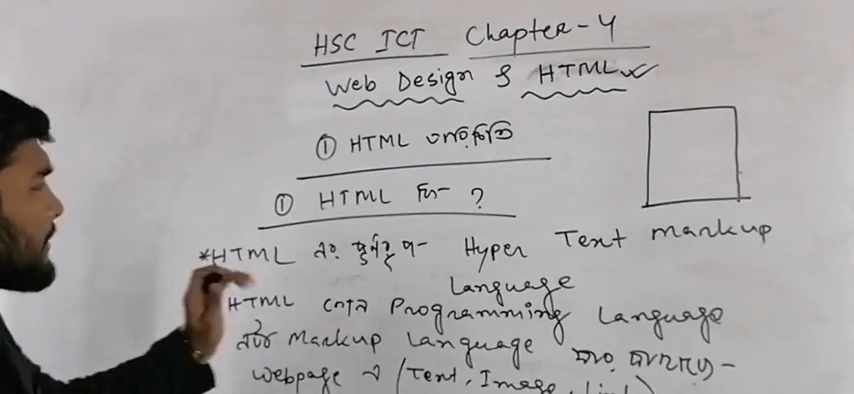 HSC ICT Chapter-4
Web Design ও HTML
① HTML
① HTML কি ?
*HTML এর পূর্ণরূপ - Hyper Text markup
Language
HTML কোন Programming Language
নয় Markup Language যার
webpage এ (Text, Image, Link)